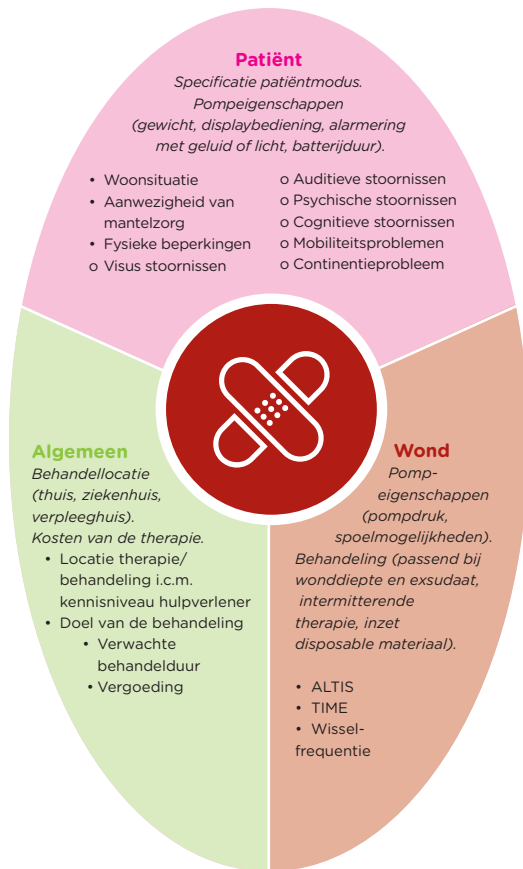 Patiënt
Specificatie patiëntmodus.
Pompeigenschappen
(gewicht, displaybediening, alarmering
met geluid of licht, batterijduur).
• Woonsituatie
• Aanwezigheid van
mantelzorg
• Fysieke beperkingen
o Visus stoornissen
o Auditieve stoornissen
o Psychische stoornissen
o Cognitieve stoornissen
o Mobiliteitsproblemen
o Continentieprobleem
Algemeen
Behandellocatie
(thuis, ziekenhuis,
verpleeghuis).
Kosten van de therapie.
• Locatie therapie/
behandeling i.c.m.
kennisniveau hulpverlener
• Doel van de behandeling
• Verwachte
behandelduur
• Vergoeding
Wond
Pomp-
eigenschappen
(pompdruk,
spoelmogelijkheden).
Behandeling (passend bij
wonddiepte en exsudaat,
intermitterende
therapie, inzet
disposable materiaal).
• ALTIS
• TIME
• Wissel-
frequentie